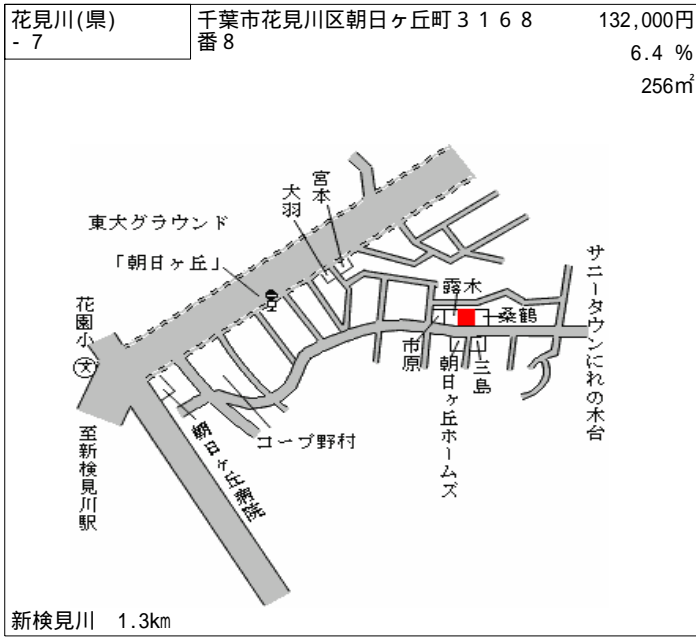 花見川(県)
- 7
千葉市花見川区朝日ヶ丘町3168
番8
132,000円
6.4 %
256㎡
宮本
大羽
東大グラウンド
「朝日ヶ丘」
サニータウンにれの木台
露木
桑鶴
花園小
文
市原
朝日ヶ丘ホームズ
三島
コープ野村
朝日ヶ丘病院
至新検見川駅
新検見川 1.3km